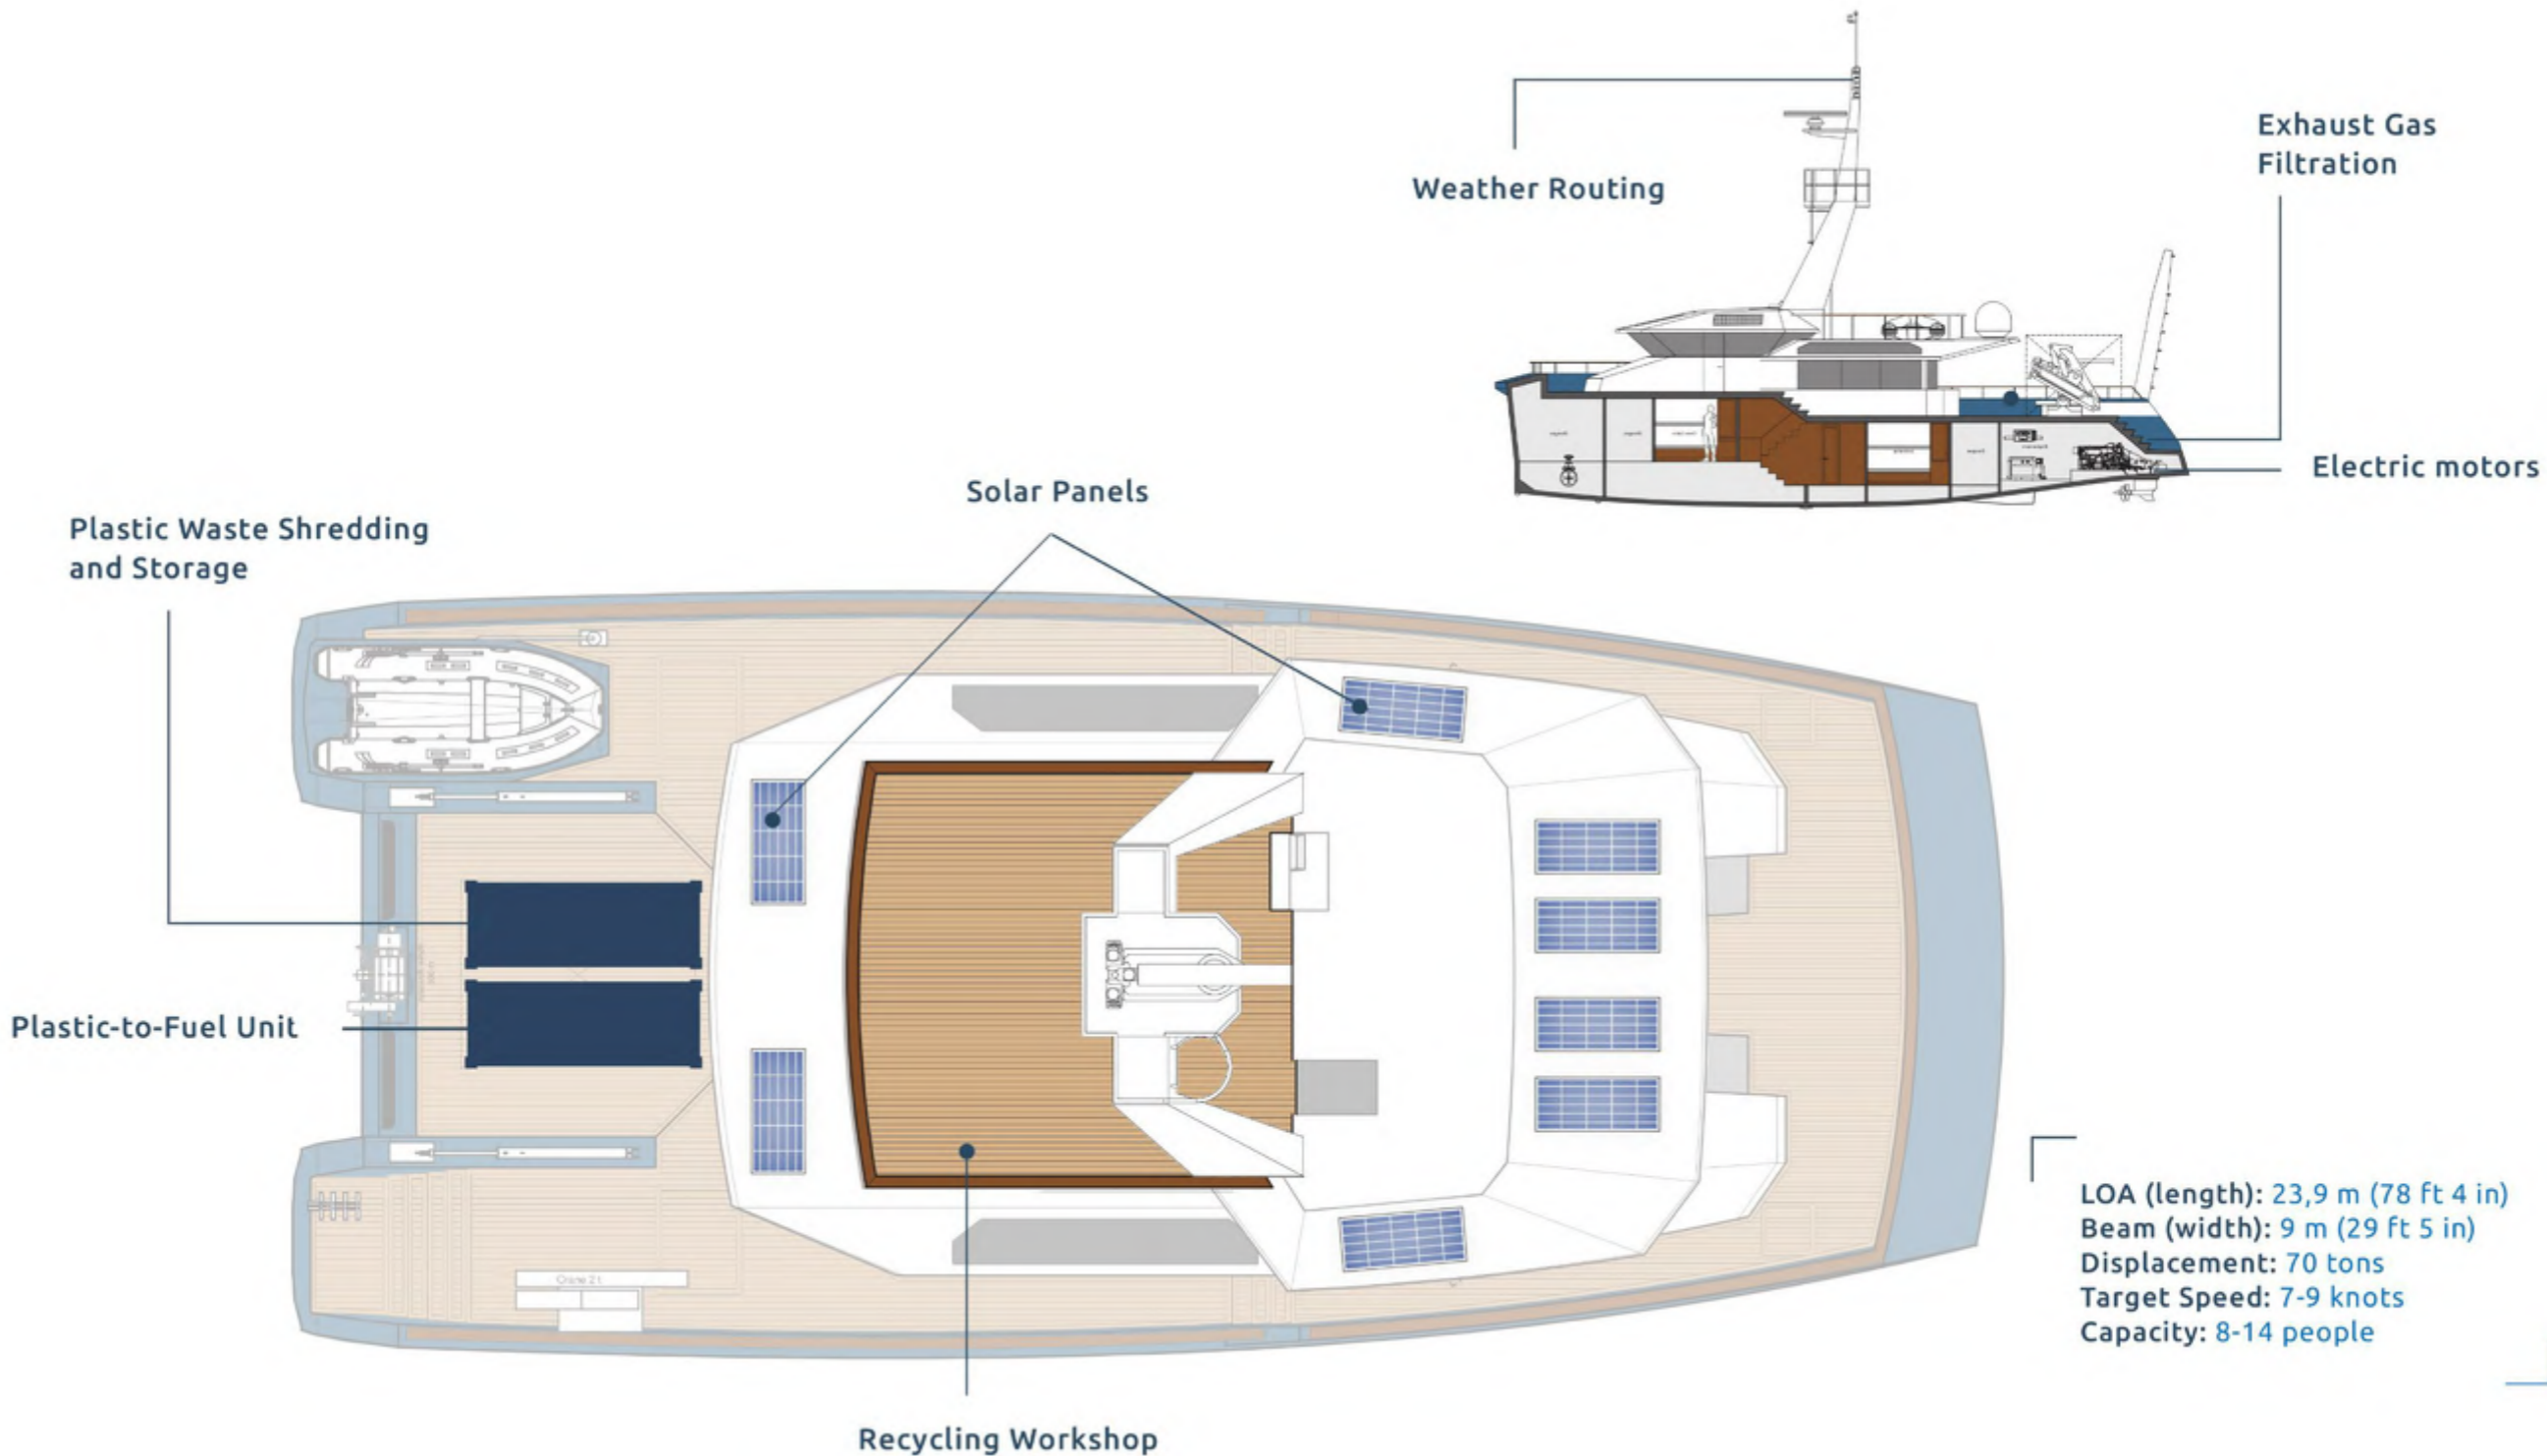 Weather Routing
Exhaust Gas
Filtration
Electric motors
Solar Panels
Plastic Waste Shredding
and Storage
Plastic-to-Fuel Unit
Crane 2 t
LOA (length): 23,9 m (78 ft 4 in)
Beam (width): 9 m (29 ft 5 in)
Displacement: 70 tons
Target Speed: 7-9 knots
Capacity: 8-14 people
Recycling Workshop